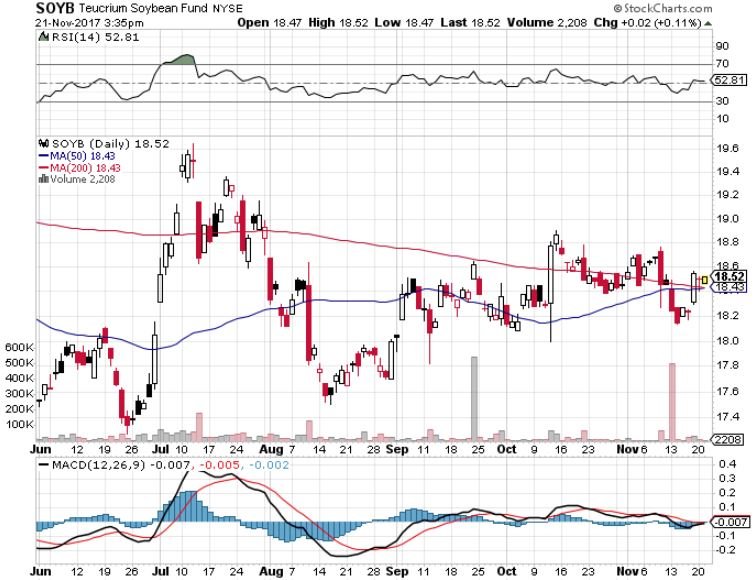 SOYB Teucrium Soybean Fund NYSE © StockCharts.com
21-Nov-2017 3:35pm Open 18.47 High 18.52 Low 18.47 Last 18.52 Volume 2,208 Chg +0.02 (+0.11%)
RSI(14) 52.81
90
70
52.81
30
10
SOYB (Daily) 18.52
MA(50) 18.43
MA(200) 18.43
Volume 2,208
19.6
19.4
19.2
19.0
18.8
18.6
18.52
18.43
18.2
18.0
17.8
17.6
17.4
600K
500K
400K
300K
200K
100K
2208
Jun 12 19 26 Jul 10 17 24 Aug 7 14 21 28 Sep 11 18 25 Oct 9 16 23 Nov 6 13 20
MACD(12,26,9) -0.007, -0.005, -0.002
0.4
0.3
0.2
0.1
-0.007
-0.1
-0.2
Jun 12 19 26 Jul 10 17 24 Aug 7 14 21 28 Sep 11 18 25 Oct 9 16 23 Nov 6 13 20